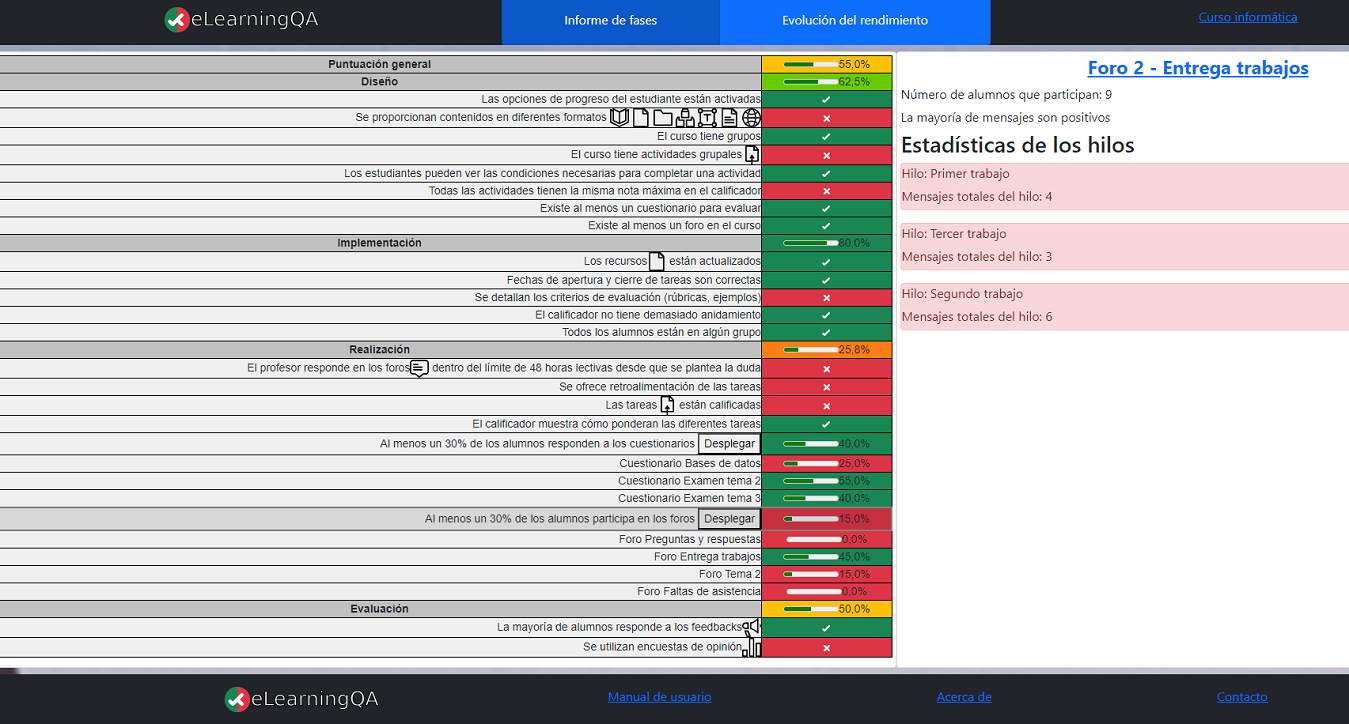 eLearningQA
Informe de fases
Evolución del rendimiento
Curso informática
Puntuación general 55,0%
Diseño 62,5%
Las opciones de progreso del estudiante están activadas
Se proporcionan contenidos en diferentes formatos
El curso tiene grupos
El curso tiene actividades grupales
Los estudiantes pueden ver las condiciones necesarias para completar una actividad
Todas las actividades tienen la misma nota máxima en el calificador
Existe al menos un cuestionario para evaluar
Existe al menos un foro en el curso
Implementación 80,0%
Los recursos están actualizados
Fechas de apertura y cierre de tareas son correctas
Se detallan los criterios de evaluación (rúbricas, ejemplos)
El calificador no tiene demasiado anidamiento
Todos los alumnos están en algún grupo
Realización 25,8%
El profesor responde en los foros dentro del límite de 48 horas lectivas desde que se plantea la duda
Se ofrece retroalimentación de las tareas
Las tareas están calificadas
El calificador muestra cómo ponderan las diferentes tareas
Al menos un 30% de los alumnos responden a los cuestionarios Desplegar 40,0%
Cuestionario Bases de datos 25,0%
Cuestionario Examen tema 2 55,0%
Cuestionario Examen tema 3 40,0%
Al menos un 30% de los alumnos participa en los foros Desplegar 15,0%
Foro Preguntas y respuestas 0,0%
Foro Entrega trabajos 45,0%
Foro Tema 2 15,0%
Foro Faltas de asistencia 0,0%
Evaluación 50,0%
La mayoría de alumnos responde a los feedbacks
Se utilizan encuestas de opinión
Foro 2 - Entrega trabajos
Número de alumnos que participan: 9
La mayoría de mensajes son positivos
Estadísticas de los hilos
Hilo: Primer trabajo
Mensajes totales del hilo: 4
Hilo: Tercer trabajo
Mensajes totales del hilo: 3
Hilo: Segundo trabajo
Mensajes totales del hilo: 6
eLearningQA
Manual de usuario
Acerca de
Contacto